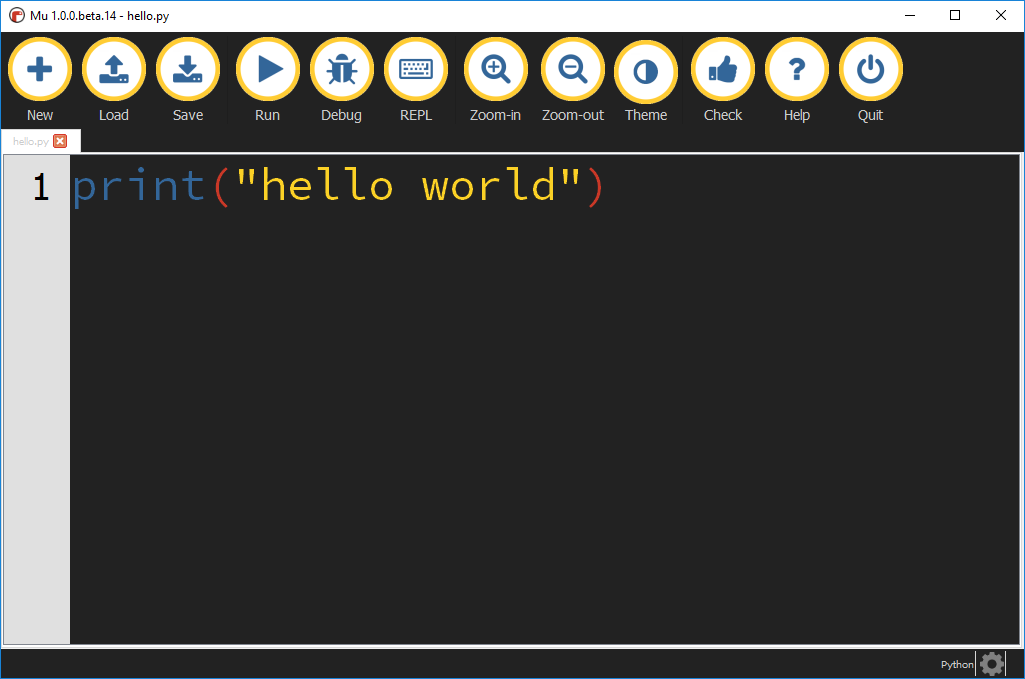 Mu 1.0.0.beta.14 - hello.py
New Load Save Run Debug REPL Zoom-in Zoom-out Theme Check Help Quit
hello.py
1 print("hello world")
Python